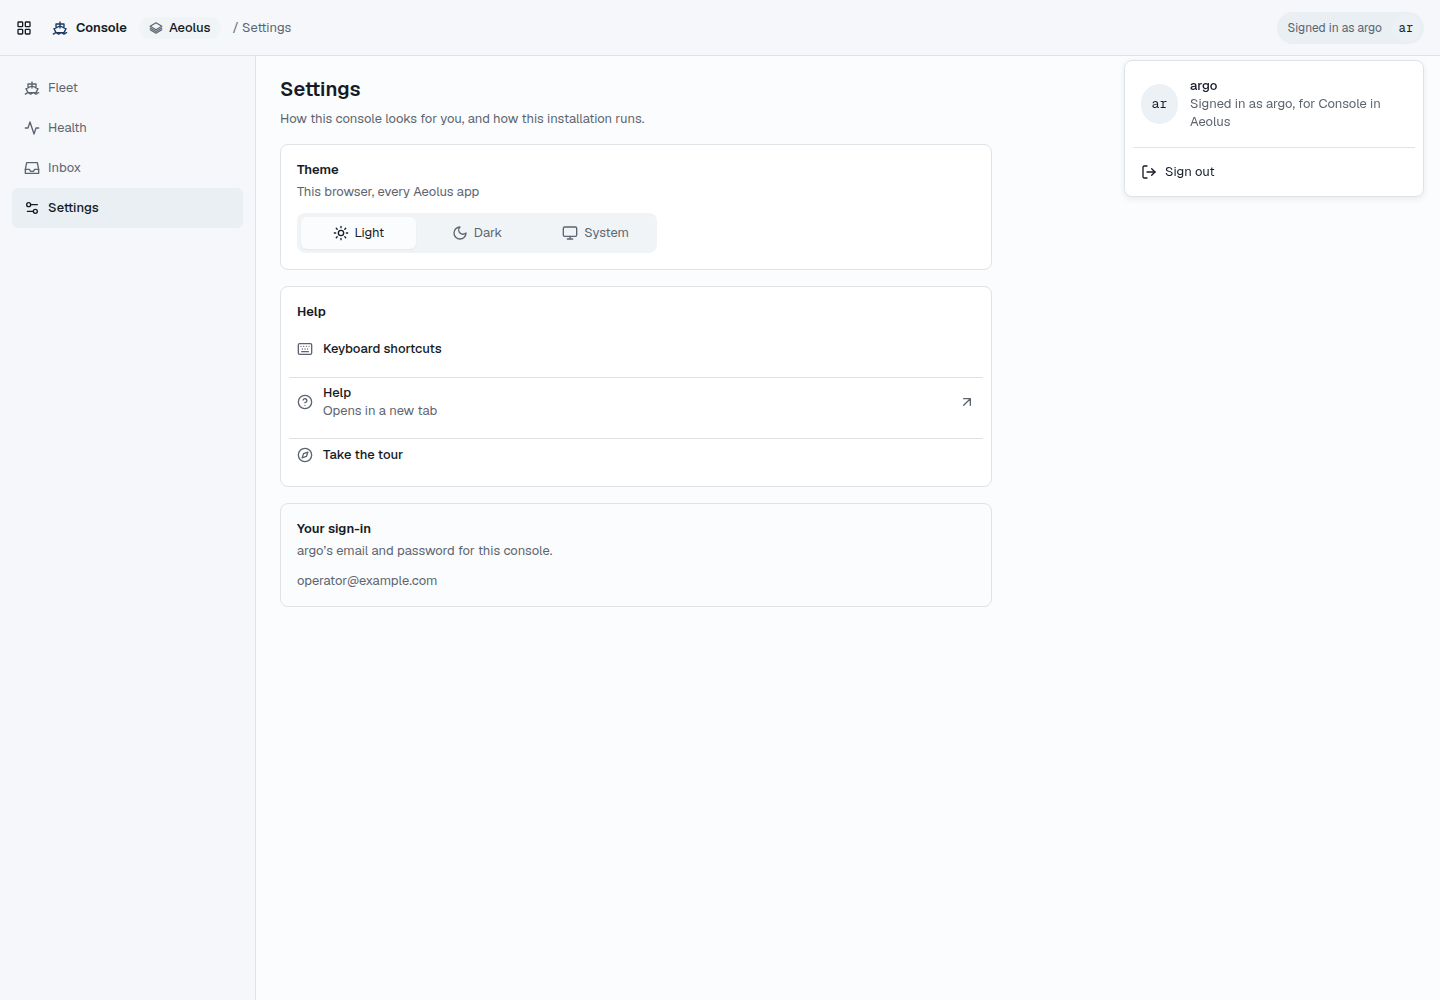 Console
Aeolus
/ Settings
Signed in as argo
ar
Fleet
Health
Inbox
Settings
Settings
How this console looks for you, and how this installation runs.
ar
argo
Signed in as argo, for Console in
Aeolus
Sign out
Theme
This browser, every Aeolus app
Light
Dark
System
Help
Keyboard shortcuts
Help
Opens in a new tab
Take the tour
Your sign-in
argo's email and password for this console.
operator@example.com